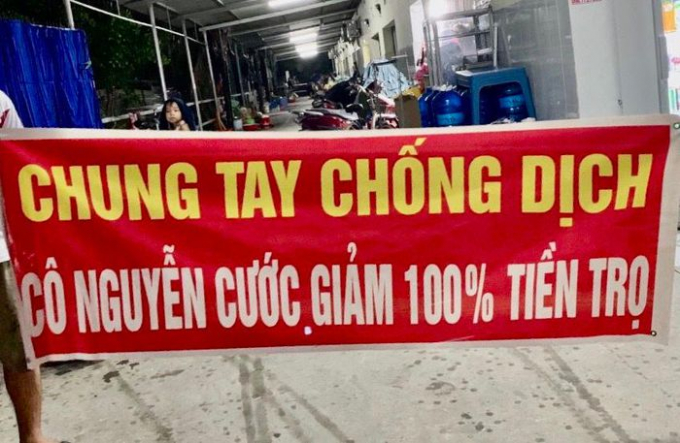 CHUNG TAY CHỐNG DỊCH
CÔ NGUYỄN CƯỚC GIẢM 100% TIỀN TRỌ